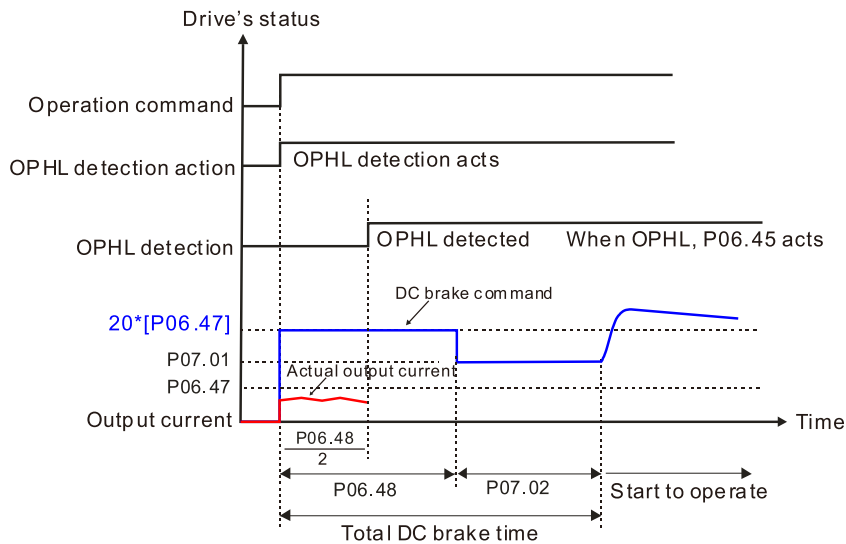 Drive's status
Operation command
OPHL detection action
OPHL detection acts
OPHL detection
OPHL detected
When OPHL, P06.45 acts
DC brake command
20*[P06.47]
P07.01
Actual output current
P06.47
Output current
Time
P06.48
2
P06.48
P07.02
Start to operate
Total DC brake time